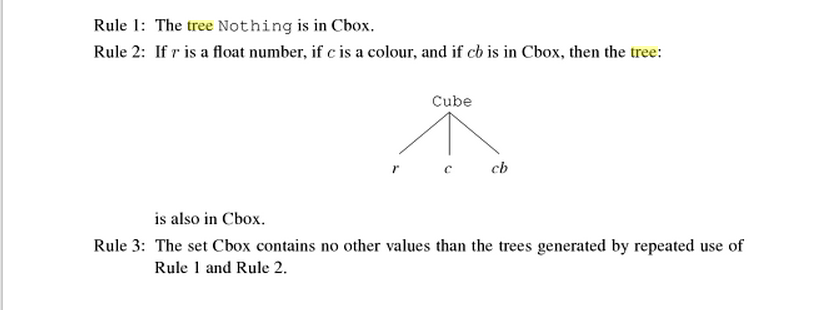 Rule 1: The tree Nothing is in Cbox.
Rule 2: If r is a float number, if c is a colour, and if cb is in Cbox, then the tree:
Cube
r c cb
is also in Cbox.
Rule 3: The set Cbox contains no other values than the trees generated by repeated use of
Rule 1 and Rule 2.